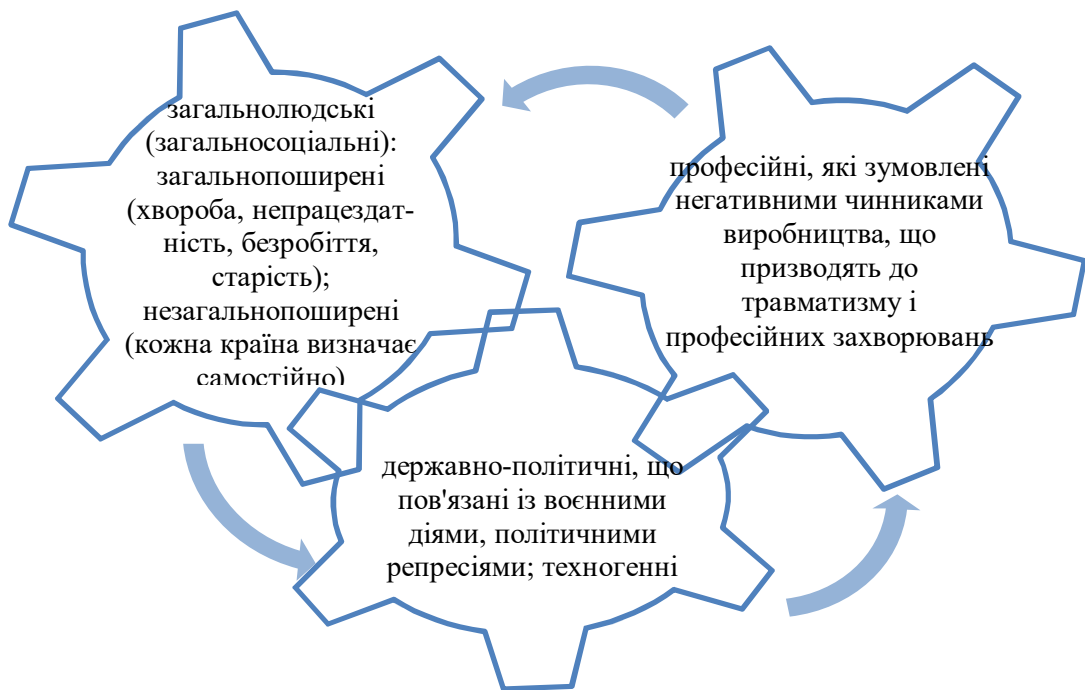 загальнолюдські
(загальносоціальні):
загальнопоширені
(хвороба, непрацездат-
ність, безробіття,
старість);
незагальнопоширені
(кожна країна визначає
самостійно)
професійні, які зумовлені
негативними чинниками
виробництва, що
призводять до
травматизму і
професійних захворювань
державно-політичні, що
пов'язані із воєнними
діями, політичними
репресіями; техногенні